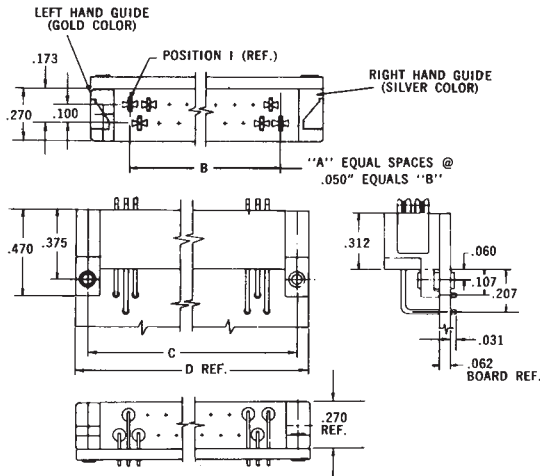 LEFT HAND GUIDE
(GOLD COLOR)
POSITION I (REF.)
.173
RIGHT HAND GUIDE
(SILVER COLOR)
.270
.100
B
"A" EQUAL SPACES @
.050" EQUALS "B"
.470
.375
.312
.060
.107
.207
.031
.062
BOARD REF.
C
D REF.
.270
REF.